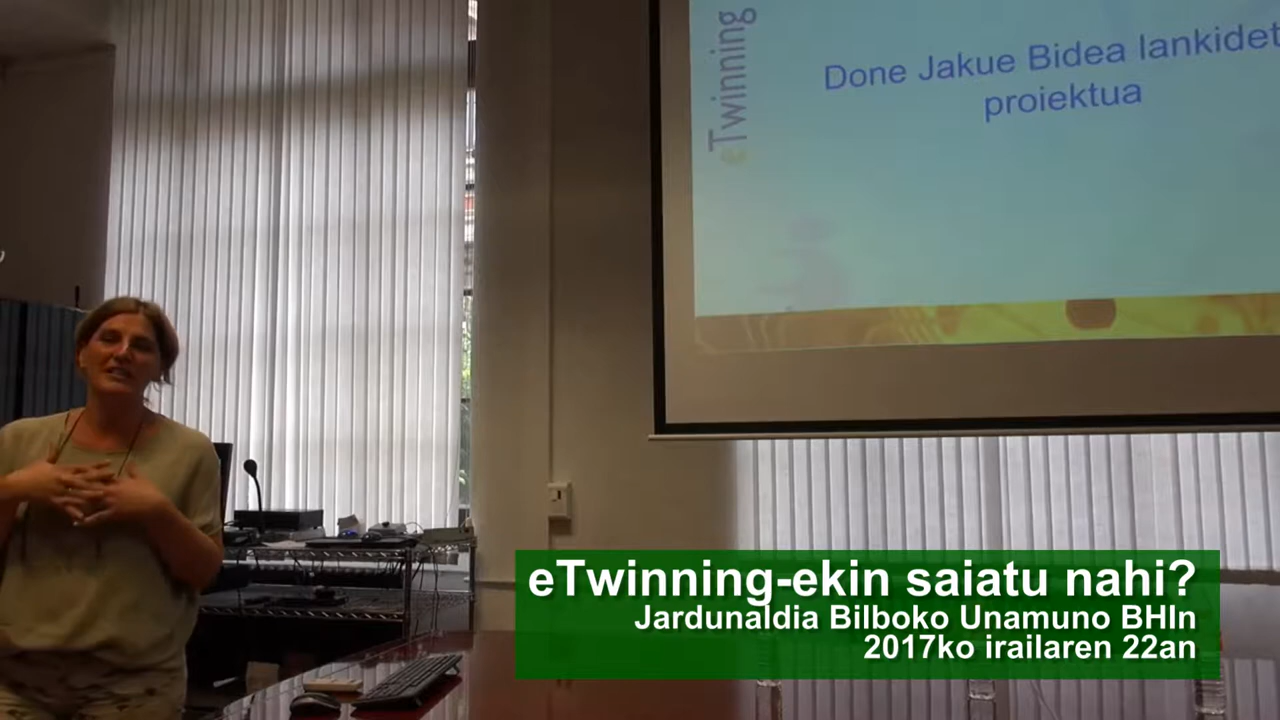 eTwinning
Done Jakue Bidea lankidet
proiektua
eTwinning-ekin saiatu nahi?
Jardunaldia Bilboko Unamuno BHIn
2017ko irailaren 22an